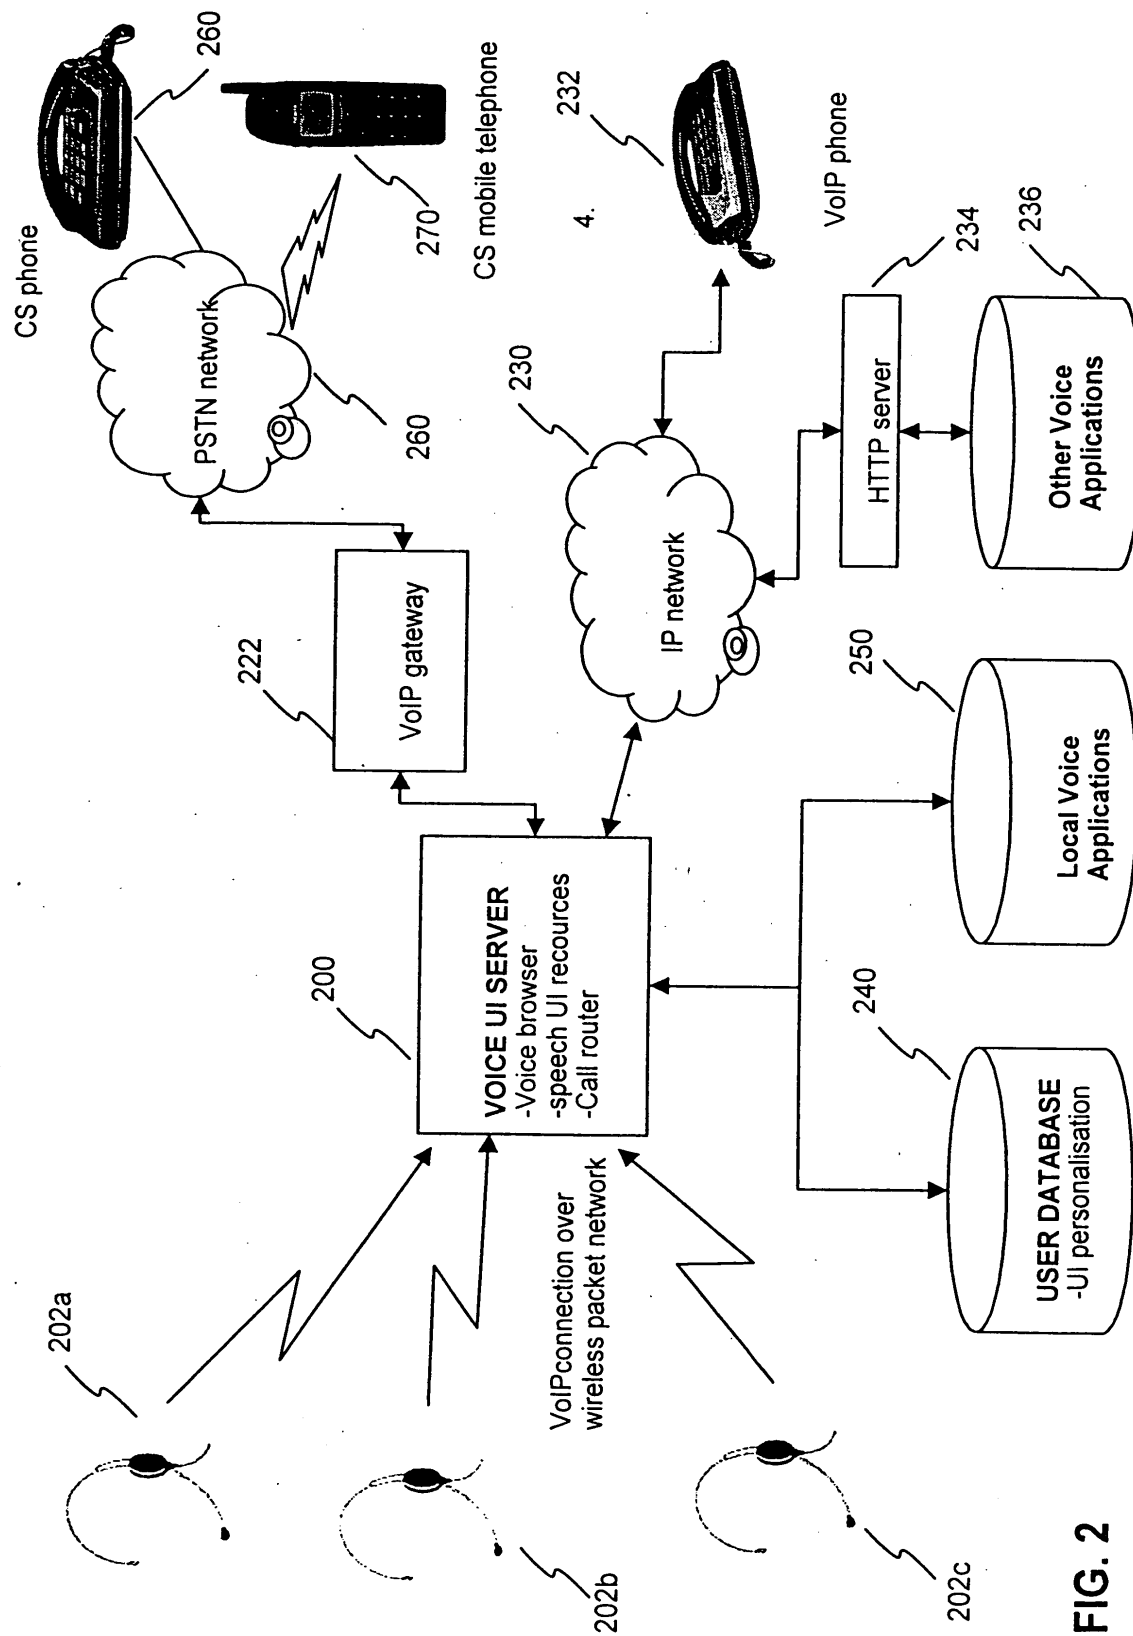 202a
202b
202c
VoIPconnection over
wireless packet network
200
VOICE UI SERVER
-Voice browser
-speech UI recources
-Call router
222
VoIP gateway
CS phone
260
PSTN network
260
270
CS mobile telephone
4.
230
IP network
232
VoIP phone
234
HTTP server
236
Other Voice
Applications
250
Local Voice
Applications
240
USER DATABASE
-UI personalisation
FIG. 2